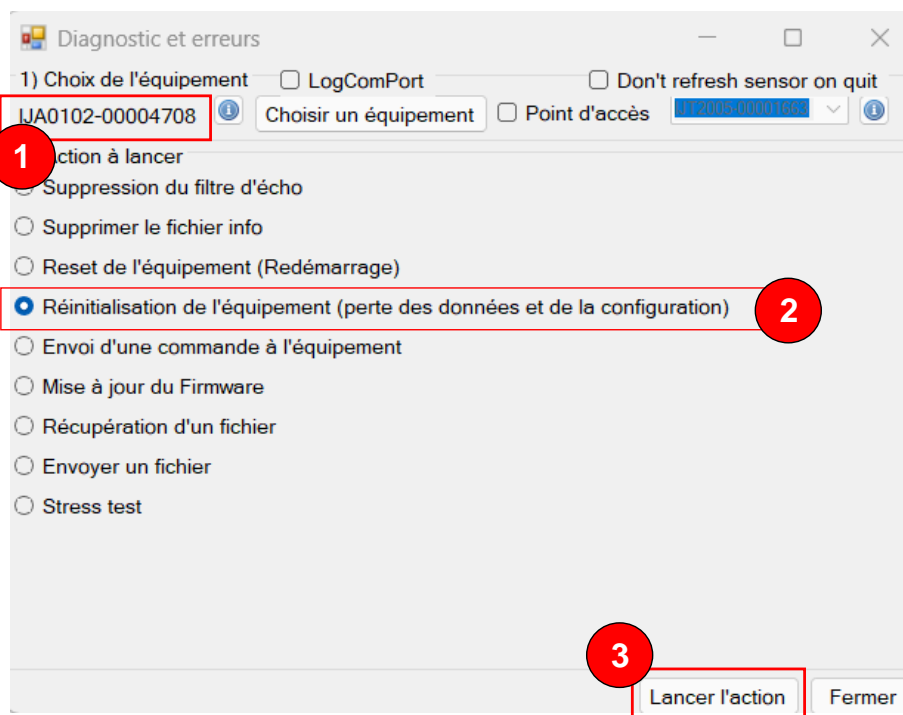 Diagnostic et erreurs
1) Choix de l'équipement LogComPort Don't refresh sensor on quit
IJA0102-00004708 Choisir un équipement Point d'accès IJT2005-00001663
1 Action à lancer
Suppression du filtre d'écho
Supprimer le fichier info
Reset de l'équipement (Redémarrage)
Réinitialisation de l'équipement (perte des données et de la configuration) 2
Envoi d'une commande à l'équipement
Mise à jour du Firmware
Récupération d'un fichier
Envoyer un fichier
Stress test
3
Lancer l'action Fermer